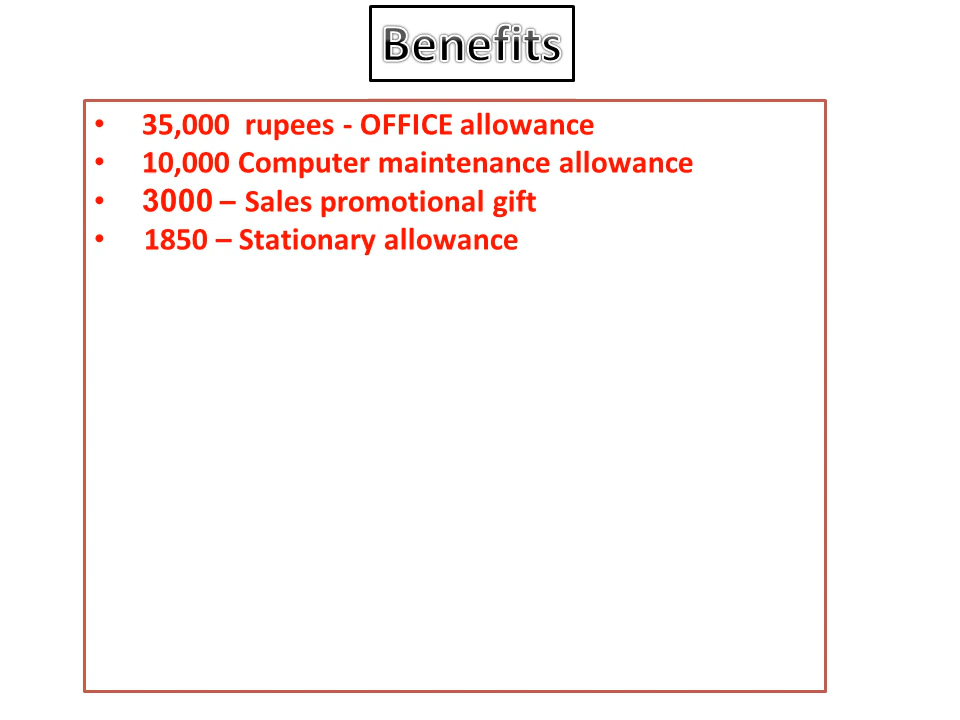 Benefits
• 35,000 rupees - OFFICE allowance
• 10,000 Computer maintenance allowance
• 3000 – Sales promotional gift
• 1850 – Stationary allowance